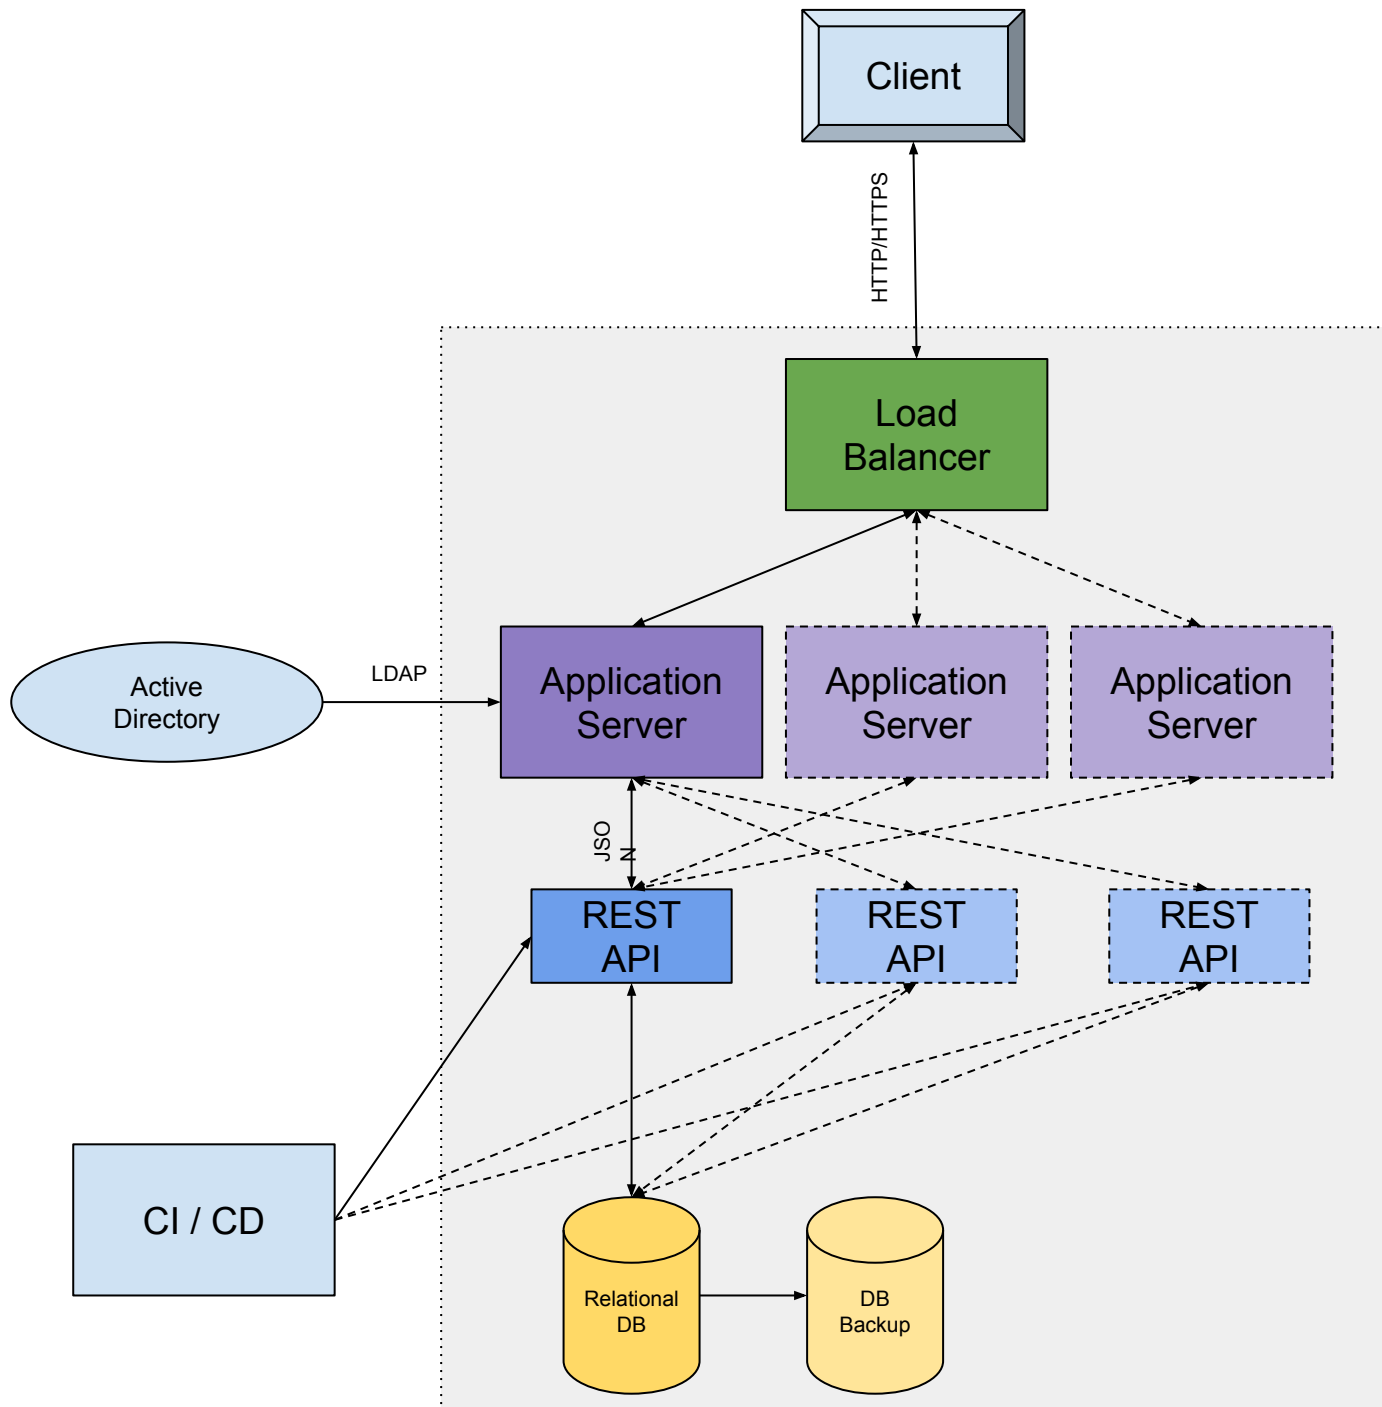 Client
HTTP/HTTPS
Load
Balancer
Active
Directory
LDAP
Application
Server
Application
Server
Application
Server
JSO
N
REST
API
REST
API
REST
API
CI / CD
Relational
DB
DB
Backup